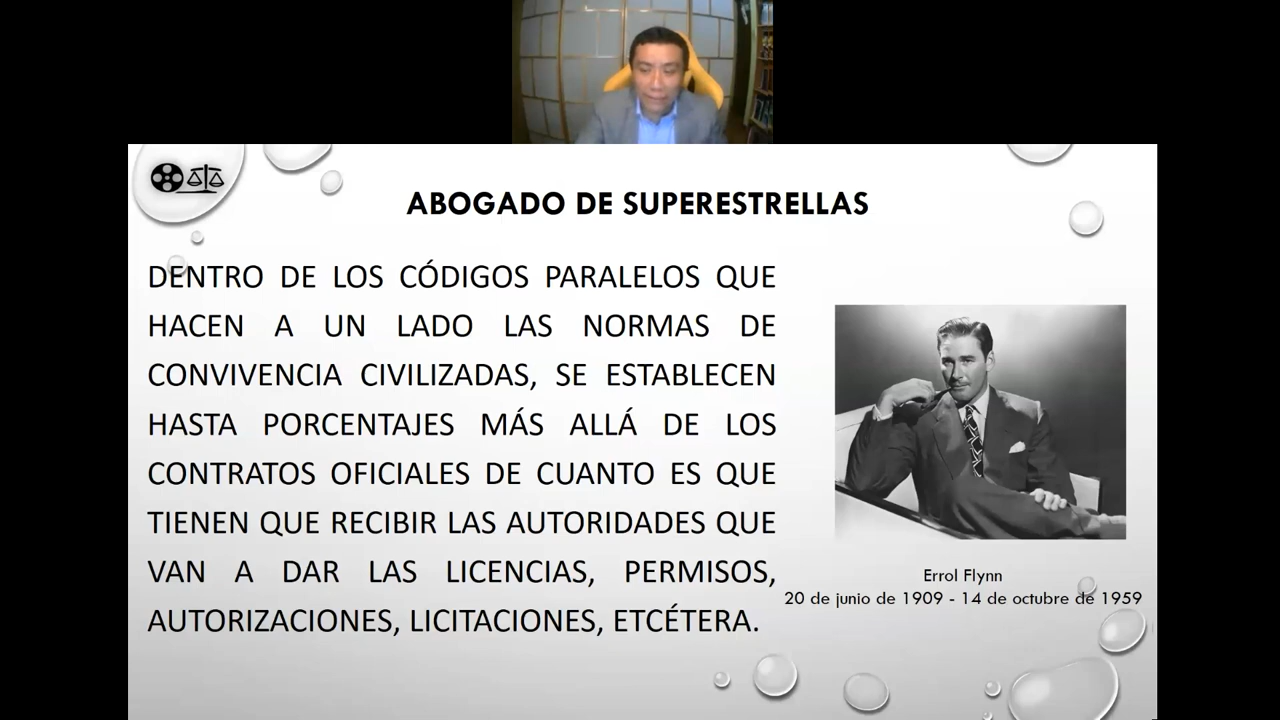 ABOGADO DE SUPERESTRELLAS
DENTRO DE LOS CÓDIGOS PARALELOS QUE
HACEN A UN LADO LAS NORMAS DE
CONVIVENCIA CIVILIZADAS, SE ESTABLECEN
HASTA PORCENTAJES MÁS ALLÁ DE LOS
CONTRATOS OFICIALES DE CUANTO ES QUE
TIENEN QUE RECIBIR LAS AUTORIDADES QUE
VAN A DAR LAS LICENCIAS, PERMISOS,
AUTORIZACIONES, LICITACIONES, ETCÉTERA.
Errol Flynn
20 de junio de 1909 - 14 de octubre de 1959